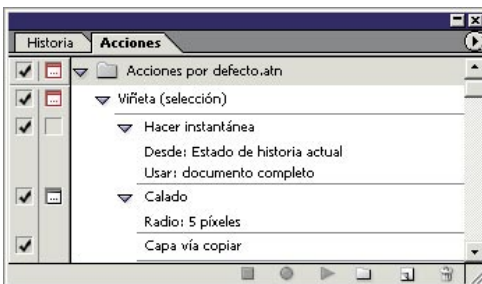 Historia Acciones
Acciones por defecto.atn
Viñeta (selección)
Hacer instantánea
Desde: Estado de historia actual
Usar: documento completo
Calado
Radio: 5 píxeles
Capa vía copiar